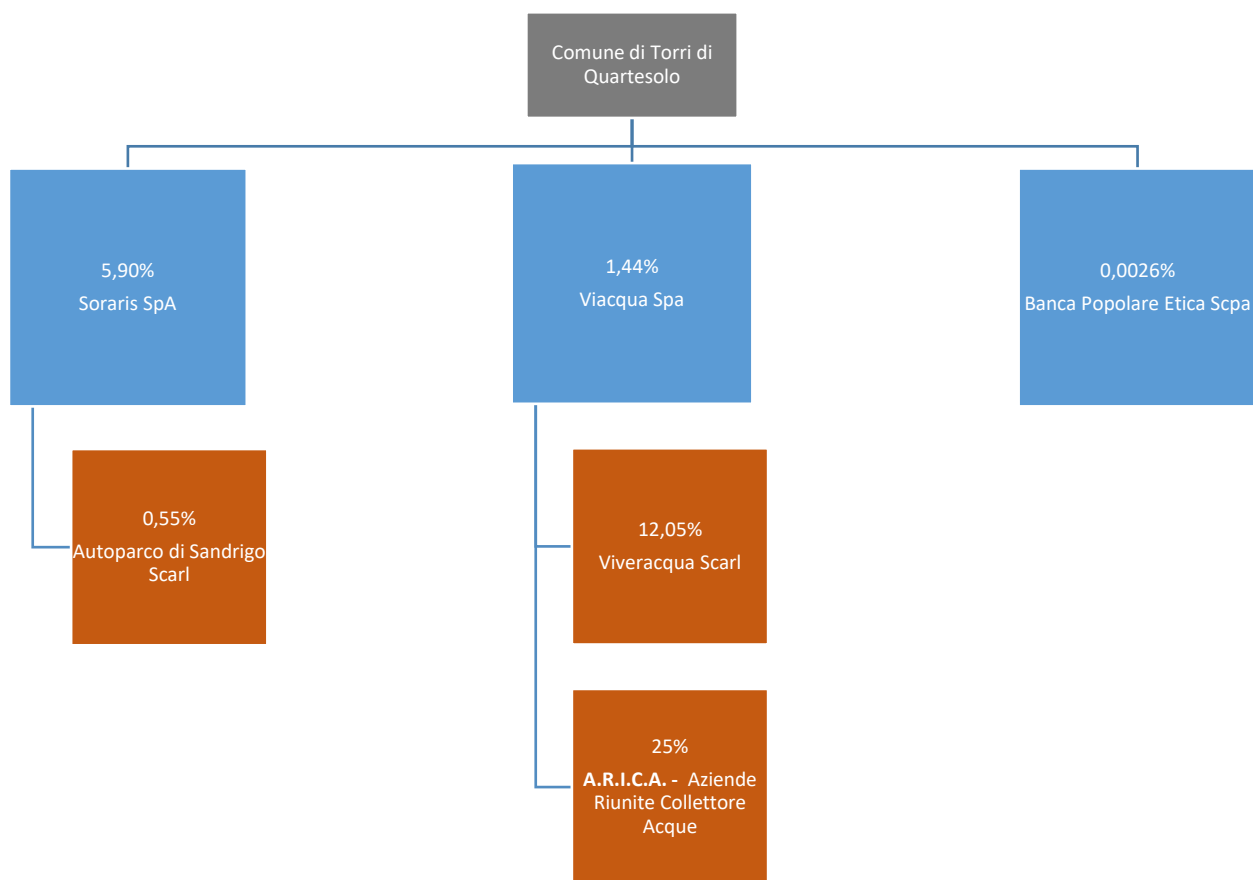 Comune di Torri di
Quartesolo
5,90%
Soraris SpA
1,44%
Viacqua Spa
0,0026%
Banca Popolare Etica Scpa
0,55%
Autoparco di Sandrigo
Scarl
12,05%
Viveracqua Scarl
25%
A.R.I.C.A. - Aziende
Riunite Collettore
Acque